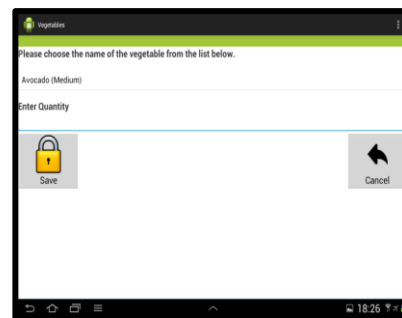 Vegetables
Please choose the name of the vegetable from the list below.
Avocado (Medium)
Enter Quantity
Save
Cancel
18:26